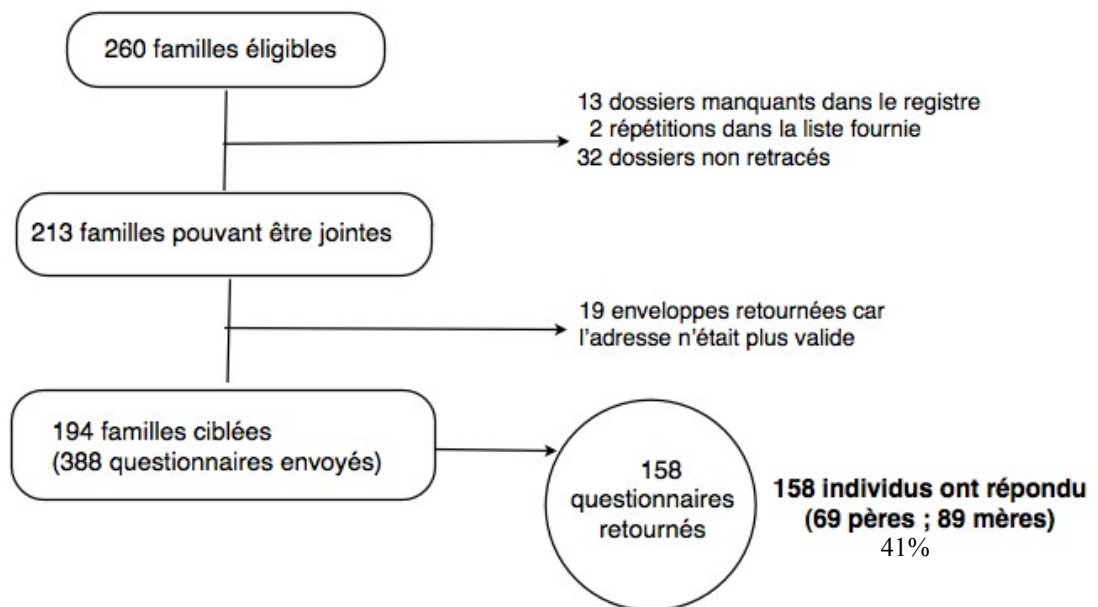 260 familles éligibles
13 dossiers manquants dans le registre
2 répétitions dans la liste fournie
32 dossiers non retracés
213 familles pouvant être jointes
19 enveloppes retournées car
l'adresse n'était plus valide
194 familles ciblées
(388 questionnaires envoyés)
158
questionnaires
retournés
158 individus ont répondu
(69 pères ; 89 mères)
41%